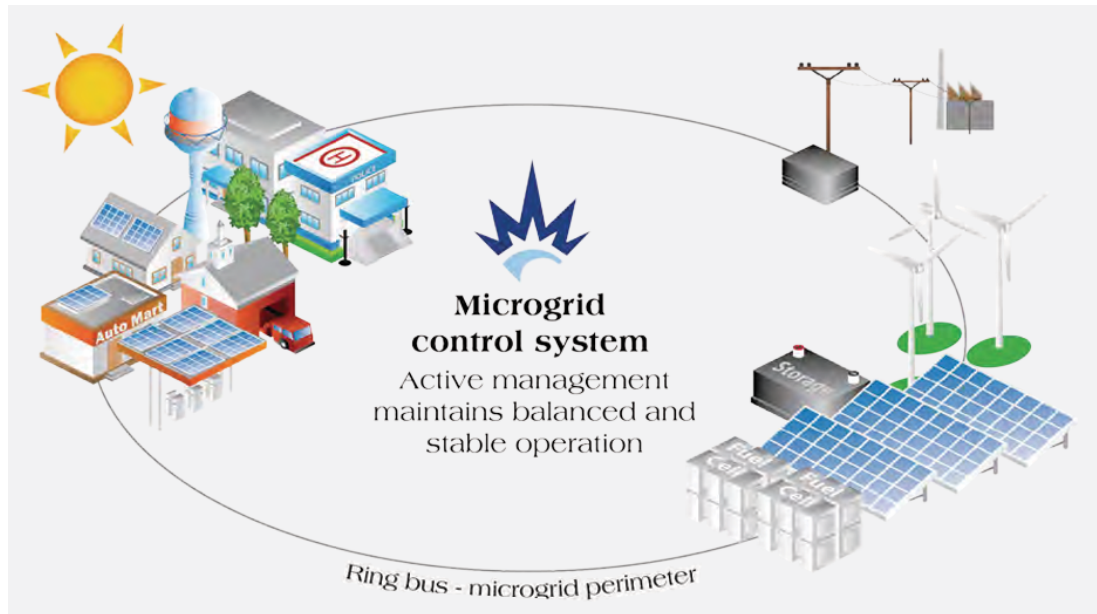 H
POLICE
Auto Mart
Microgrid
control system
Active management
maintains balanced and
stable operation
Storage
Fuel
Cell
Fuel
Cell
Ring bus - microgrid perimeter